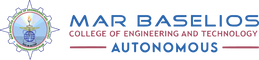 MAR BASELIOS
COLLEGE OF ENGINEERING AND TECHNOLOGY
AUTONOMOUS